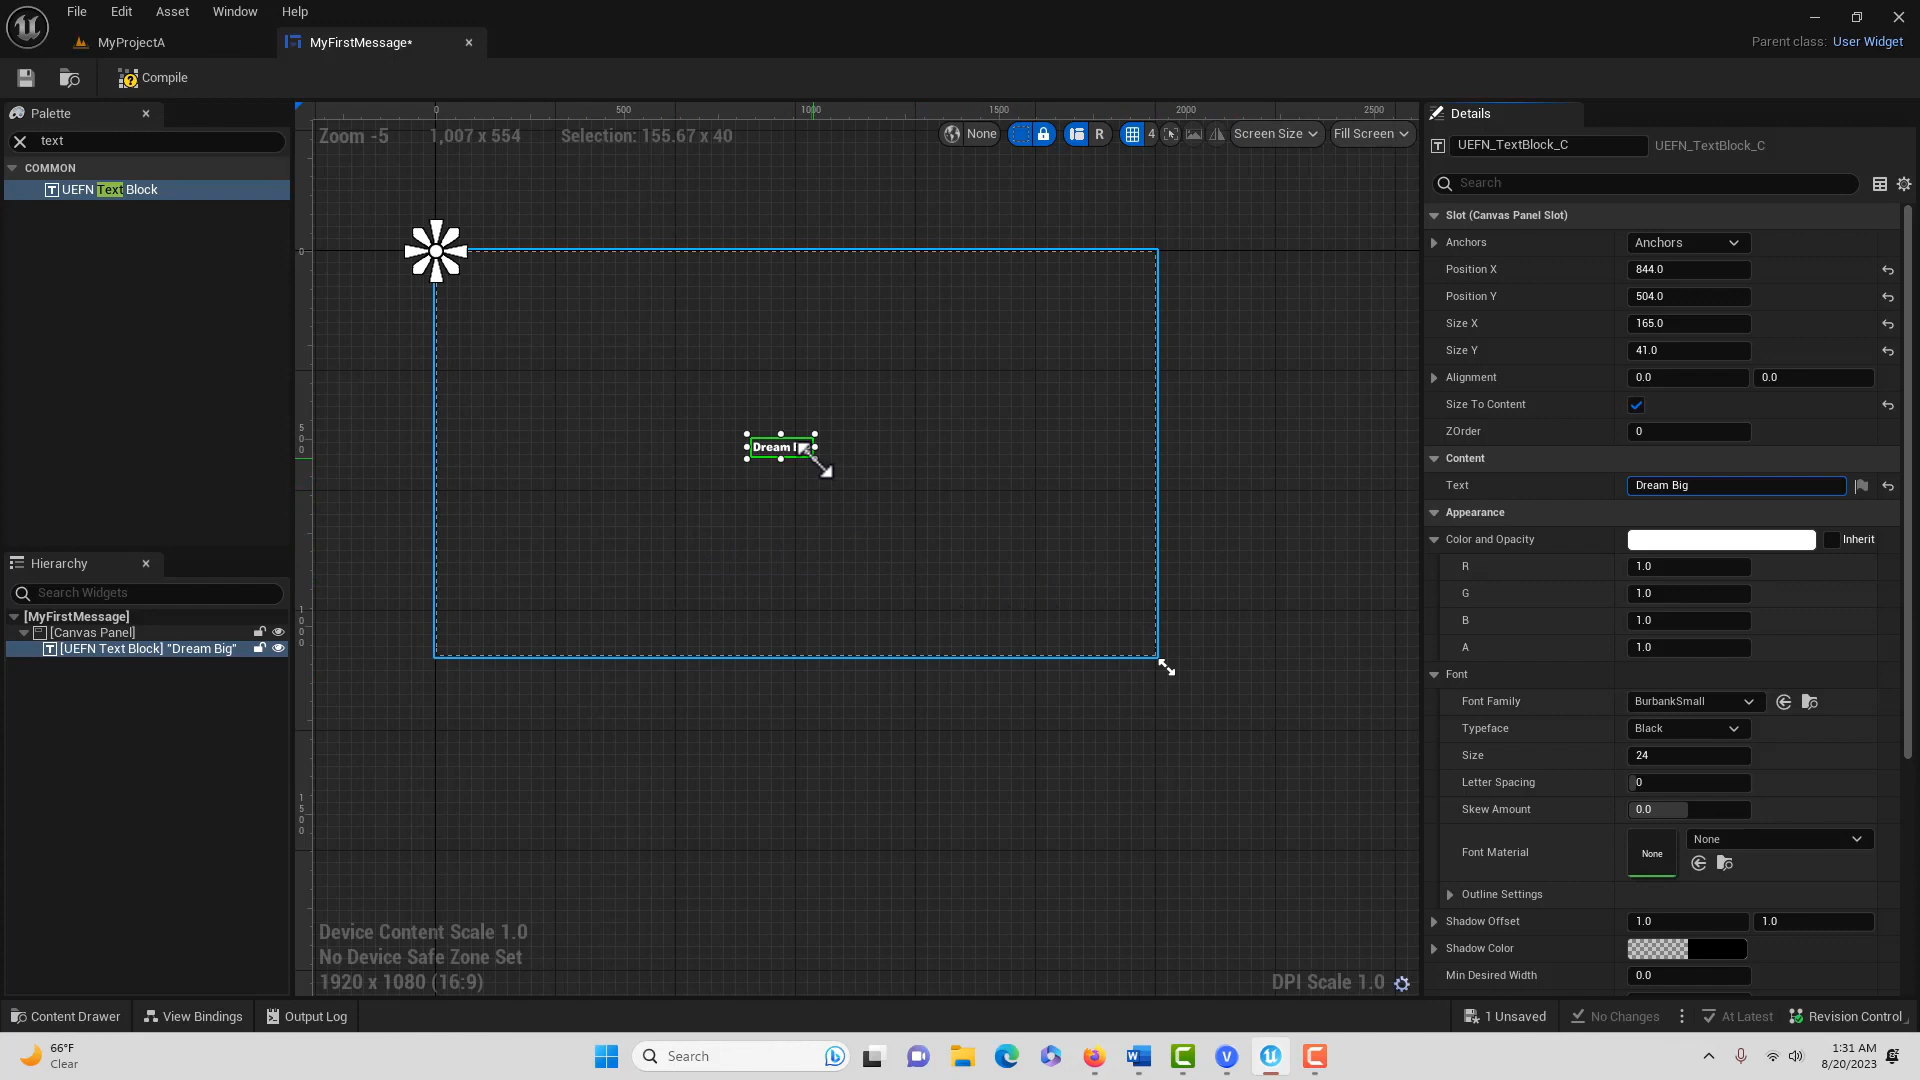 File Edit Asset Window Help
MyProjectA
MyFirstMessage*
Parent class: User Widget
Compile
Palette
text
COMMON
UEFN Text Block
0 500 1000 1500 2000 2500
Zoom -5 1,007 x 554 Selection: 155.67 x 40
None R 4 Screen Size Fill Screen
0
500
1000
1500
Dream
Device Content Scale 1.0
No Device Safe Zone Set
1920 x 1080 (16:9)
DPI Scale 1.0
Hierarchy
Search Widgets
[MyFirstMessage]
[Canvas Panel]
[UEFN Text Block] "Dream Big"
Details
UEFN_TextBlock_C UEFN_TextBlock_C
Search
Slot (Canvas Panel Slot)
Anchors Anchors
Position X 844.0
Position Y 504.0
Size X 165.0
Size Y 41.0
Alignment 0.0 0.0
Size To Content
ZOrder 0
Content
Text Dream Big
Appearance
Color and Opacity Inherit
R 1.0
G 1.0
B 1.0
A 1.0
Font
Font Family BurbankSmall
Typeface Black
Size 24
Letter Spacing 0
Skew Amount 0.0
Font Material None None
Outline Settings
Shadow Offset 1.0 1.0
Shadow Color
Min Desired Width 0.0
Content Drawer View Bindings Output Log
1 Unsaved No Changes At Latest Revision Control
66°F
Clear
Search
1:31 AM
8/20/2023